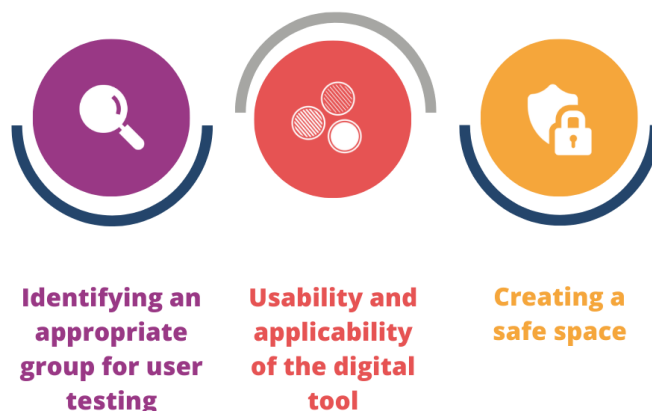 Identifying an
appropriate
group for user
testing
Usability and
applicability
of the digital
tool
Creating a
safe space